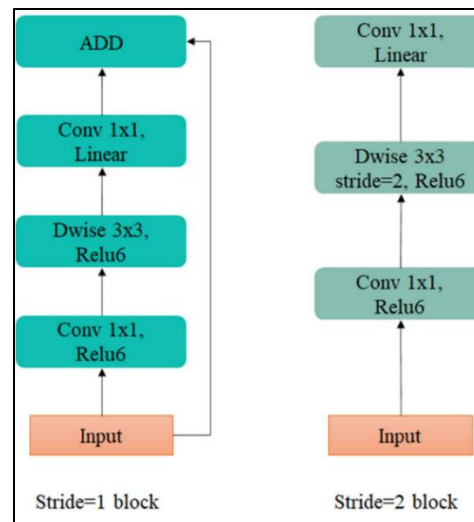 ADD
Conv 1x1,
Linear
Dwise 3x3,
Relu6
Conv 1x1,
Relu6
Input
Stride=1 block
Conv 1x1,
Linear
Dwise 3x3
stride=2, Relu6
Conv 1x1,
Relu6
Input
Stride=2 block